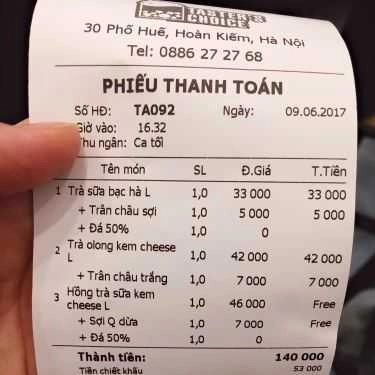 TASTER'S
CHOICE
30 Phố Huế, Hoàn Kiếm, Hà Nội
Tel: 0886 27 27 68
PHIẾU THANH TOÁN
Số HĐ: TA092 Ngày: 09.06.2017
Giờ vào: 16.32
Thu ngân: Ca tối
Tên món SL Đ.Giá T.Tiền
1 Trà sữa bạc hà L 1,0 33 000 33 000
+ Trân châu sợi 1,0 5 000 5 000
+ Đá 50% 1,0 0
2 Trà olong kem cheese 1,0 42 000 42 000
L
+ Trân châu trắng 1,0 7 000 7 000
3 Hồng trà sữa kem 1,0 46 000 Free
cheese L
+ Sợi Q dừa 1,0 7 000 Free
+ Đá 50% 1,0 0
Thành tiền: 140 000
Tiền chiết khấu 53 000